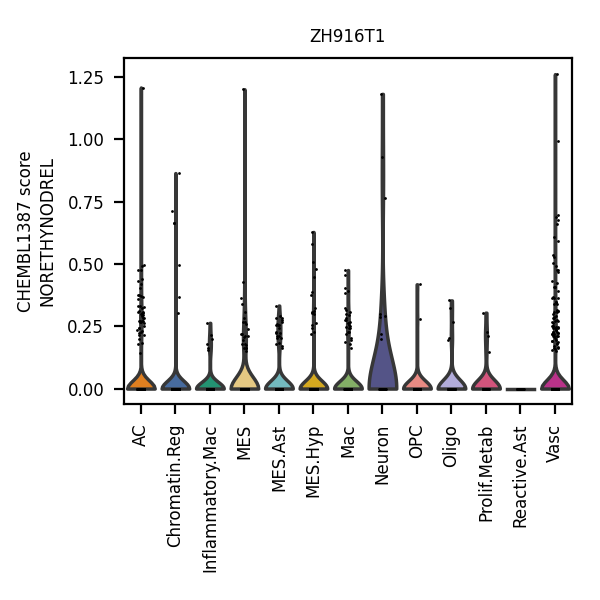 ZH916T1
CHEMBL1387 score
NORETHYNODREL
1.25
1.00
0.75
0.50
0.25
0.00
AC
Chromatin.Reg
Inflammatory.Mac
MES
MES.Ast
MES.Hyp
Mac
Neuron
OPC
Oligo
Prolif.Metab
Reactive.Ast
Vasc